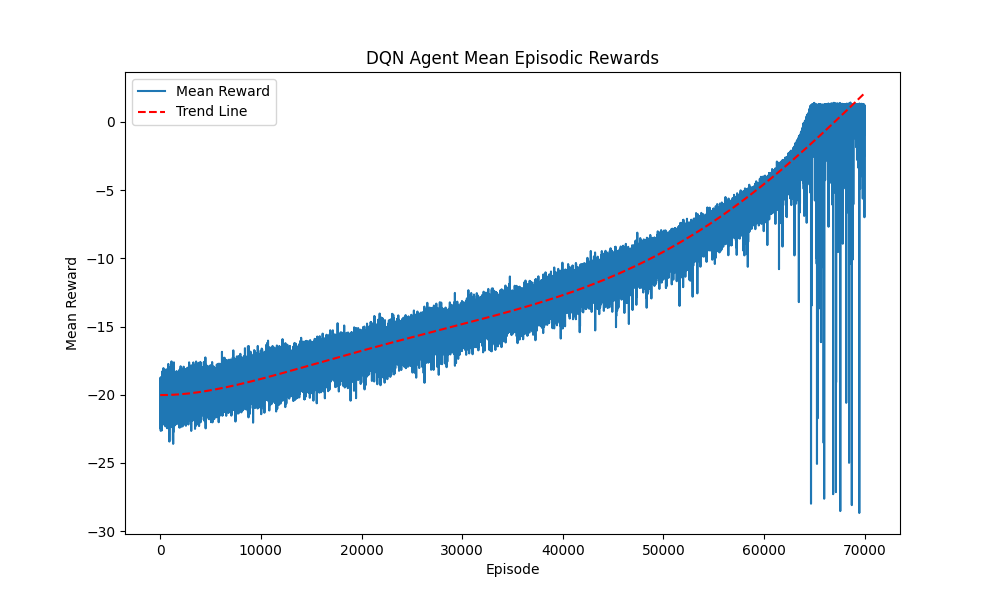 DQN Agent Mean Episodic Rewards
Mean Reward
Trend Line
0
−5
−10
−15
−20
−25
−30
Mean Reward
0 10000 20000 30000 40000 50000 60000 70000
Episode